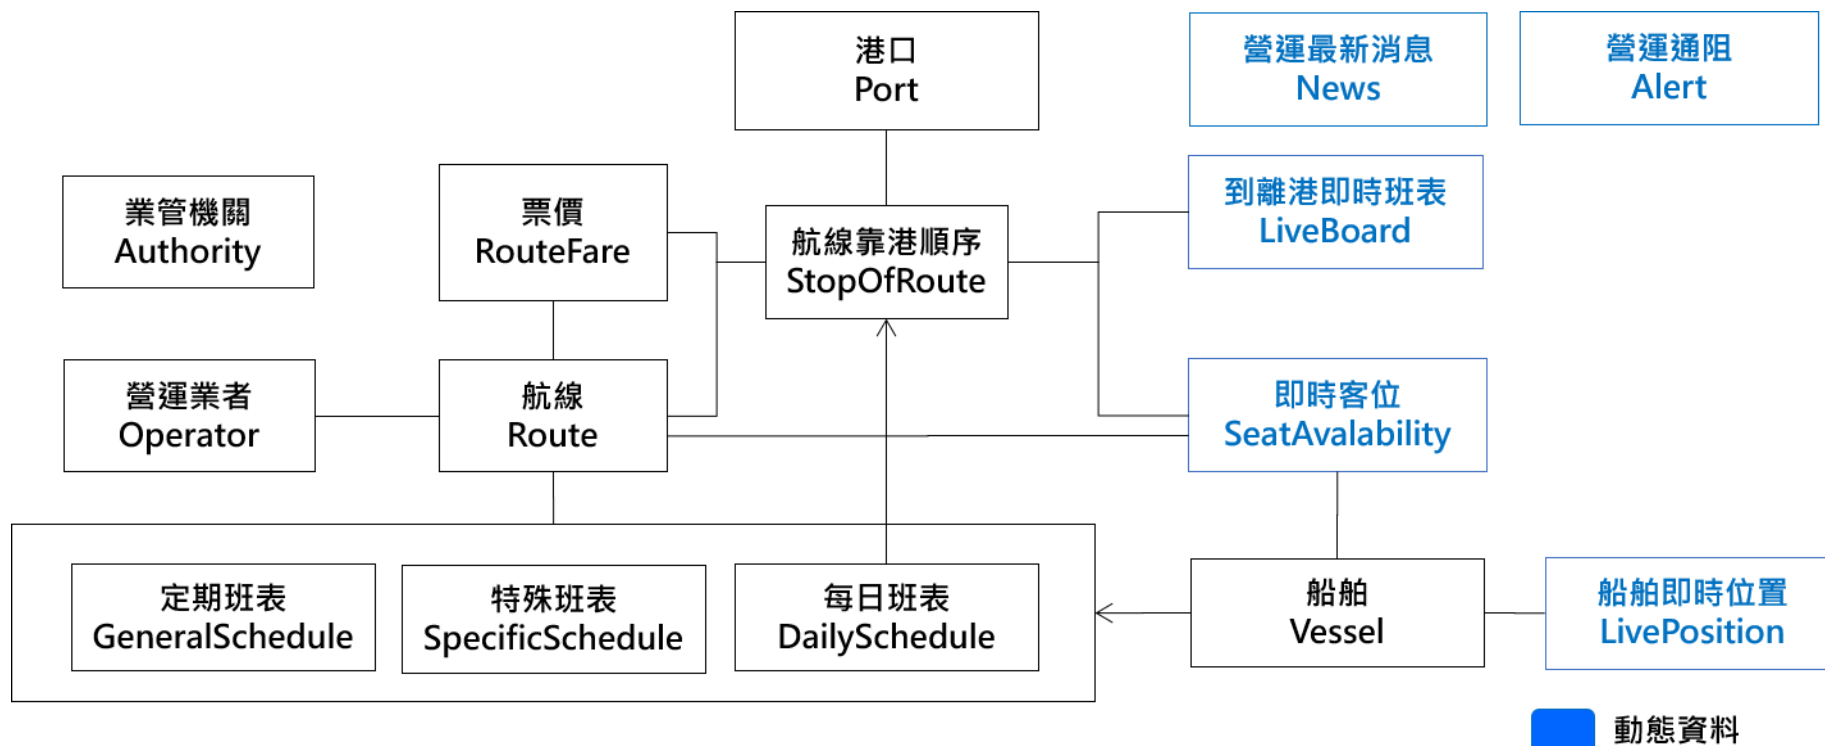 港口
Port
營運最新消息
News
營運通阻
Alert
業管機關
Authority
票價
RouteFare
航線靠港順序
StopOfRoute
到離港即時班表
LiveBoard
營運業者
Operator
航線
Route
即時客位
SeatAvalability
定期班表
GeneralSchedule
特殊班表
SpecificSchedule
每日班表
DailySchedule
船舶
Vessel
船舶即時位置
LivePosition
動態資料